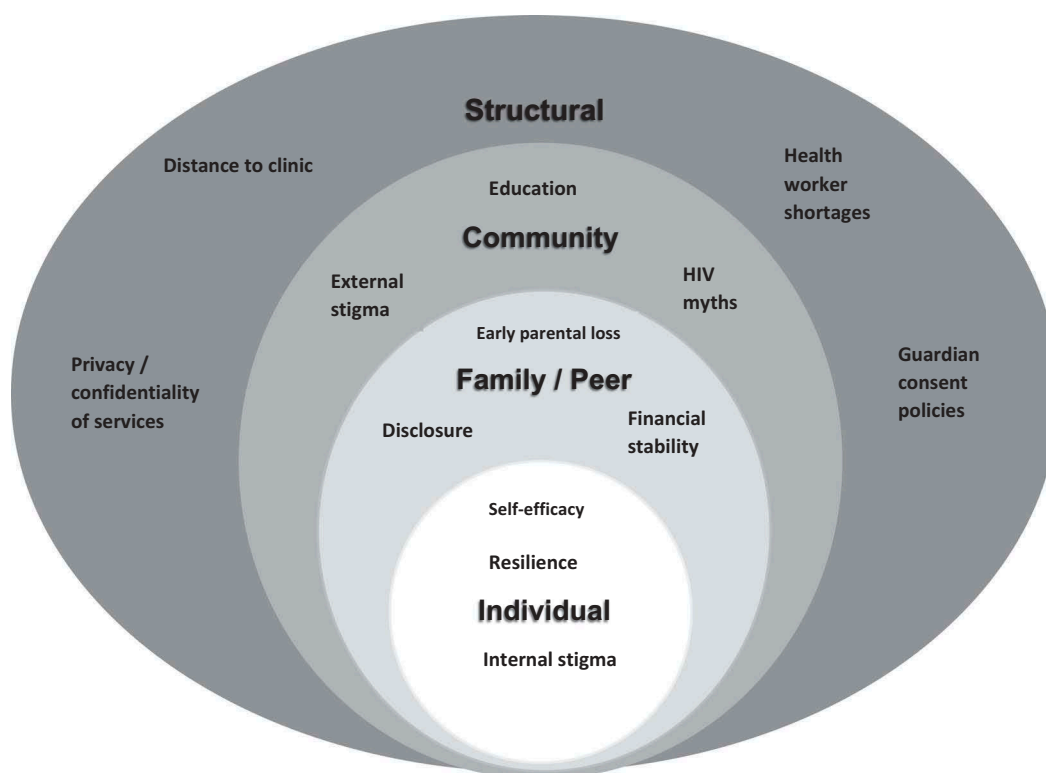 Structural
Distance to clinic
Health
worker
shortages
Education
Community
External
stigma
HIV
myths
Early parental loss
Privacy /
confidentiality
of services
Guardian
consent
policies
Family / Peer
Disclosure
Financial
stability
Self-efficacy
Resilience
Individual
Internal stigma